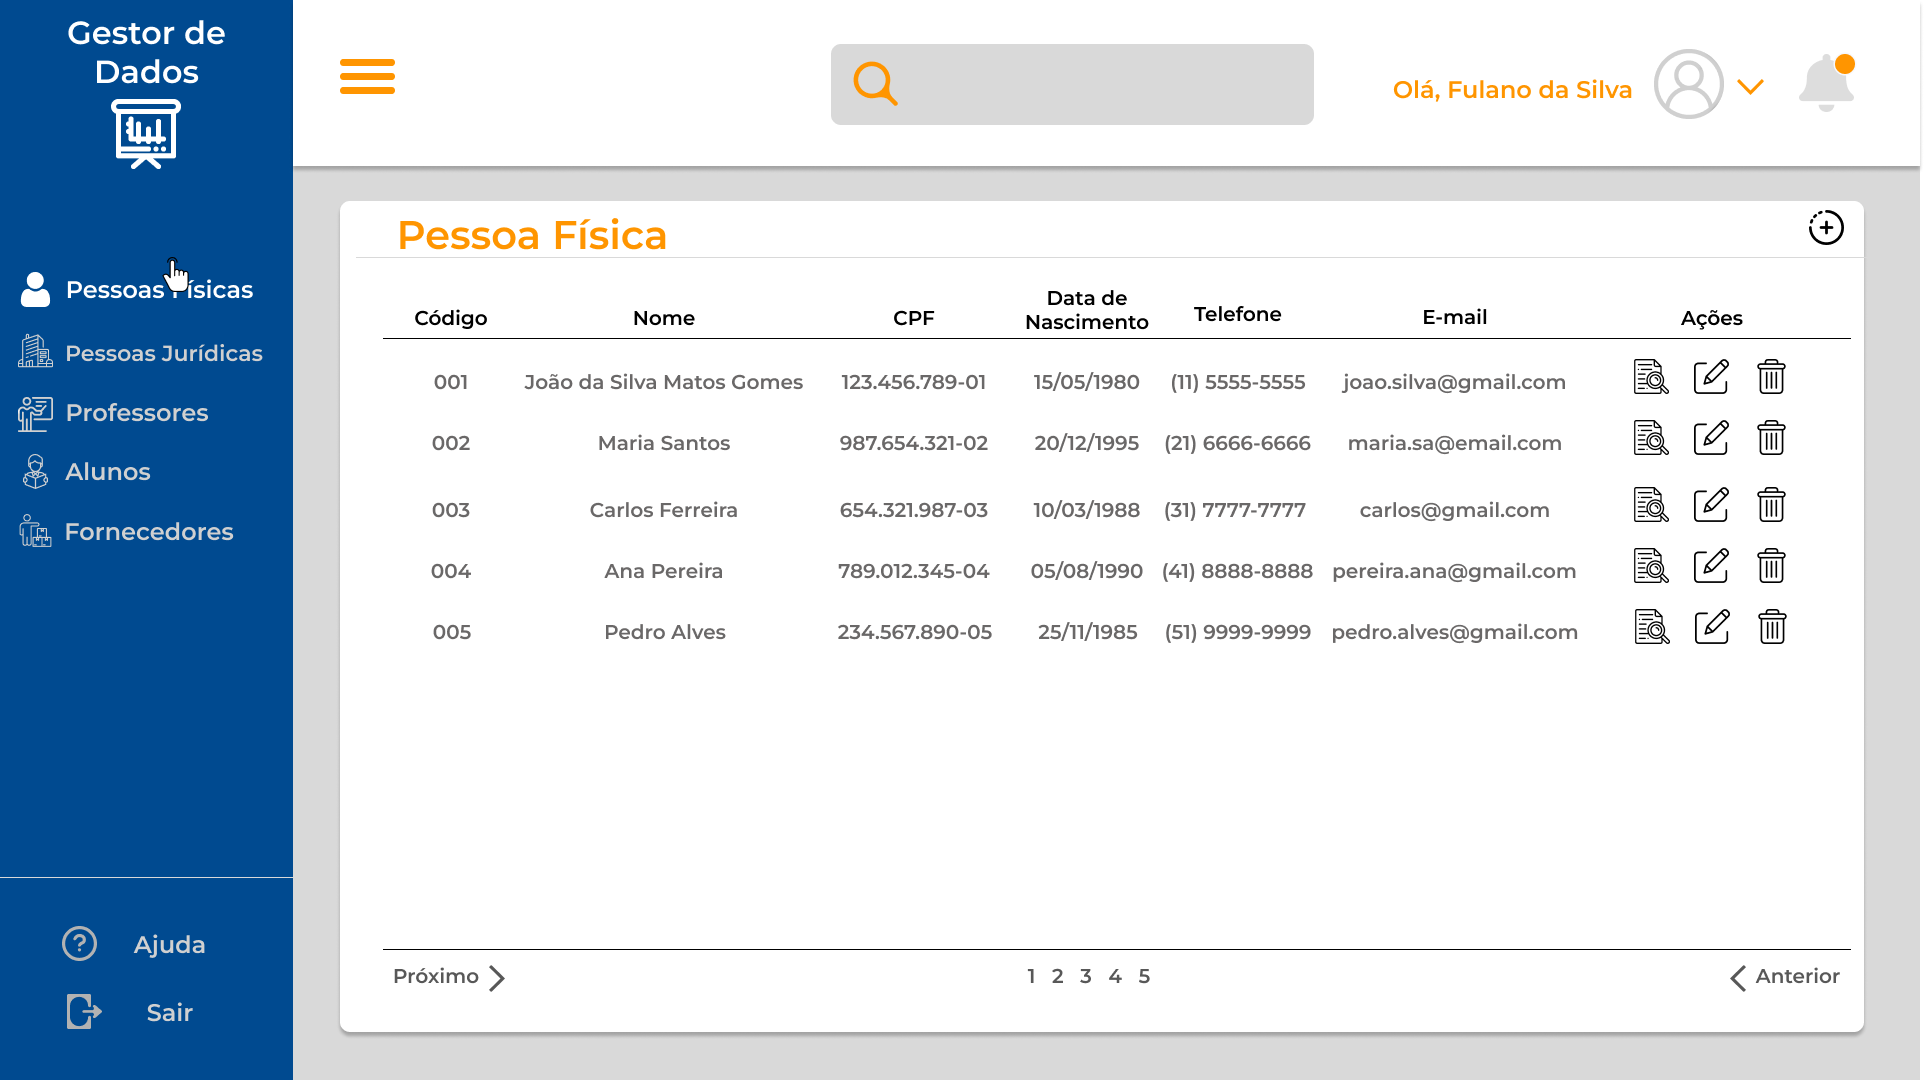 Gestor de
Dados
Olá, Fulano da Silva
Pessoas Físicas
Pessoas Jurídicas
Professores
Alunos
Fornecedores
Ajuda
Sair
Pessoa Física
Código Nome CPF Data de Nascimento Telefone E-mail Ações
001 João da Silva Matos Gomes 123.456.789-01 15/05/1980 (11) 5555-5555 joao.silva@gmail.com
002 Maria Santos 987.654.321-02 20/12/1995 (21) 6666-6666 maria.sa@email.com
003 Carlos Ferreira 654.321.987-03 10/03/1988 (31) 7777-7777 carlos@gmail.com
004 Ana Pereira 789.012.345-04 05/08/1990 (41) 8888-8888 pereira.ana@gmail.com
005 Pedro Alves 234.567.890-05 25/11/1985 (51) 9999-9999 pedro.alves@gmail.com
Próximo 1 2 3 4 5 Anterior